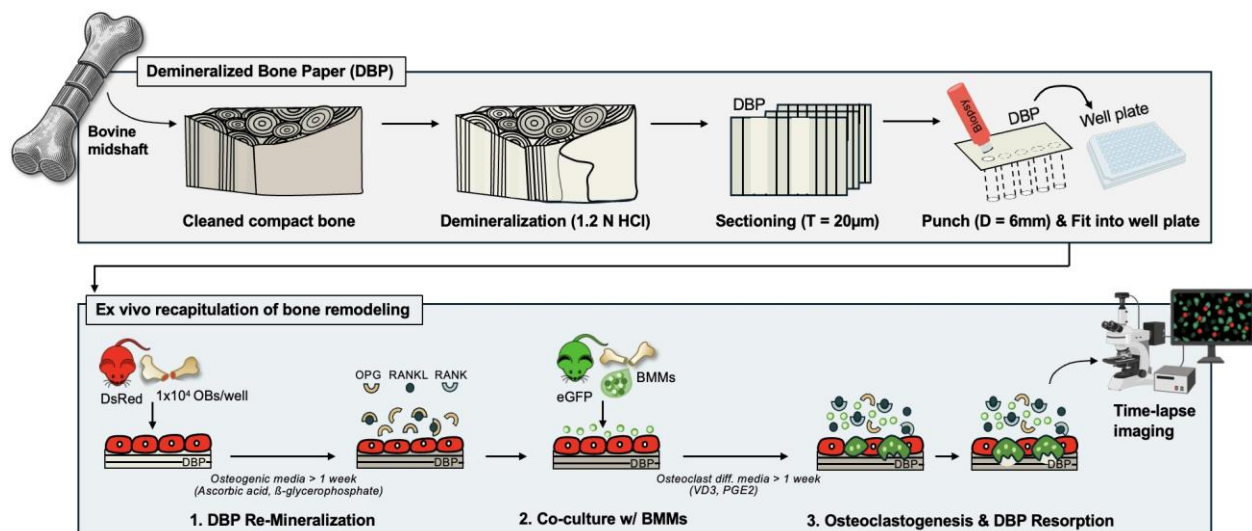 Demineralized Bone Paper (DBP)
Bovine
midshaft
DBP
Biopsy
DBP
Well plate
Cleaned compact bone
Demineralization (1.2 N HCl)
Sectioning (T = 20µm)
Punch (D = 6mm) & Fit into well plate
Ex vivo recapitulation of bone remodeling
DsRed
1x10⁴ OBs/well
OPG RANKL RANK
eGFP
BMMs
Time-lapse
imaging
DBP
DBP
DBP
DBP
DBP
Osteogenic media > 1 week
(Ascorbic acid, ß-glycerophosphate)
Osteoclast diff. media > 1 week
(VD3, PGE2)
1. DBP Re-Mineralization
2. Co-culture w/ BMMs
3. Osteoclastogenesis & DBP Resorption